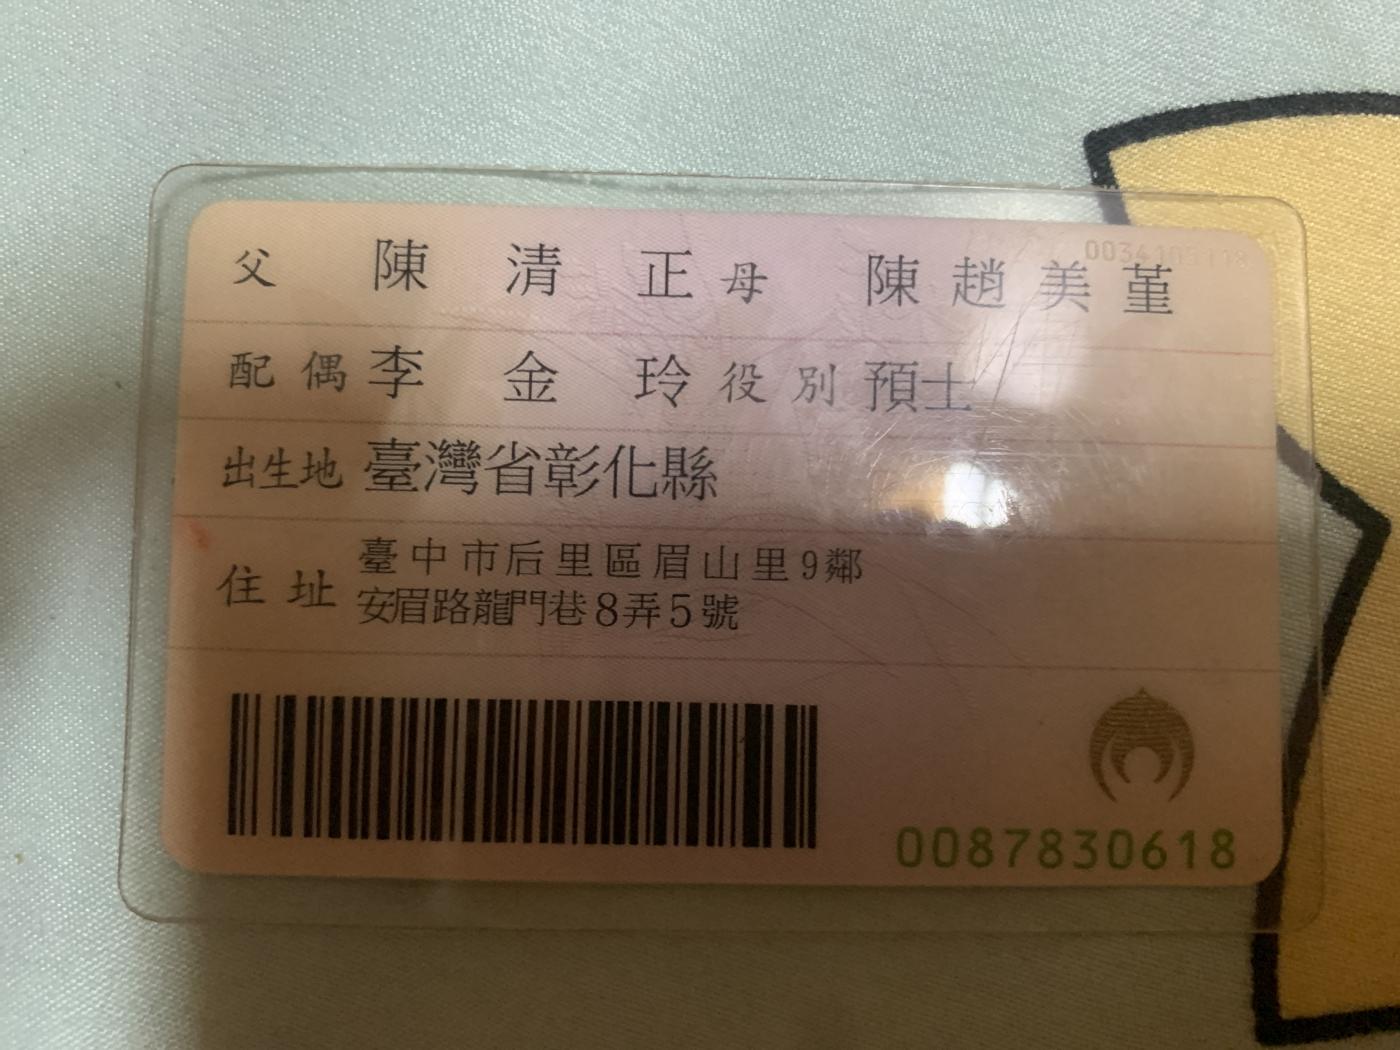 父 陳清正 母 陳趙美堇
配偶 李金玲 役別 預士
出生地 臺灣省彰化縣
住址 臺中市后里區眉山里9鄰
安眉路龍門巷8弄5號
0087830618